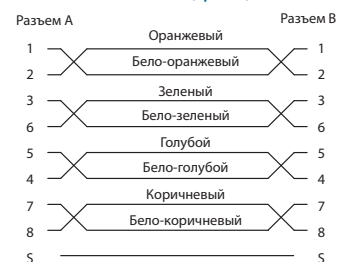 Разъем A Разъем B
Оранжевый
1 1
Бело-оранжевый
2 2
Зеленый
3 3
Бело-зеленый
6 6
Голубой
5 5
Бело-голубой
4 4
Коричневый
7 7
Бело-коричневый
8 8
S S